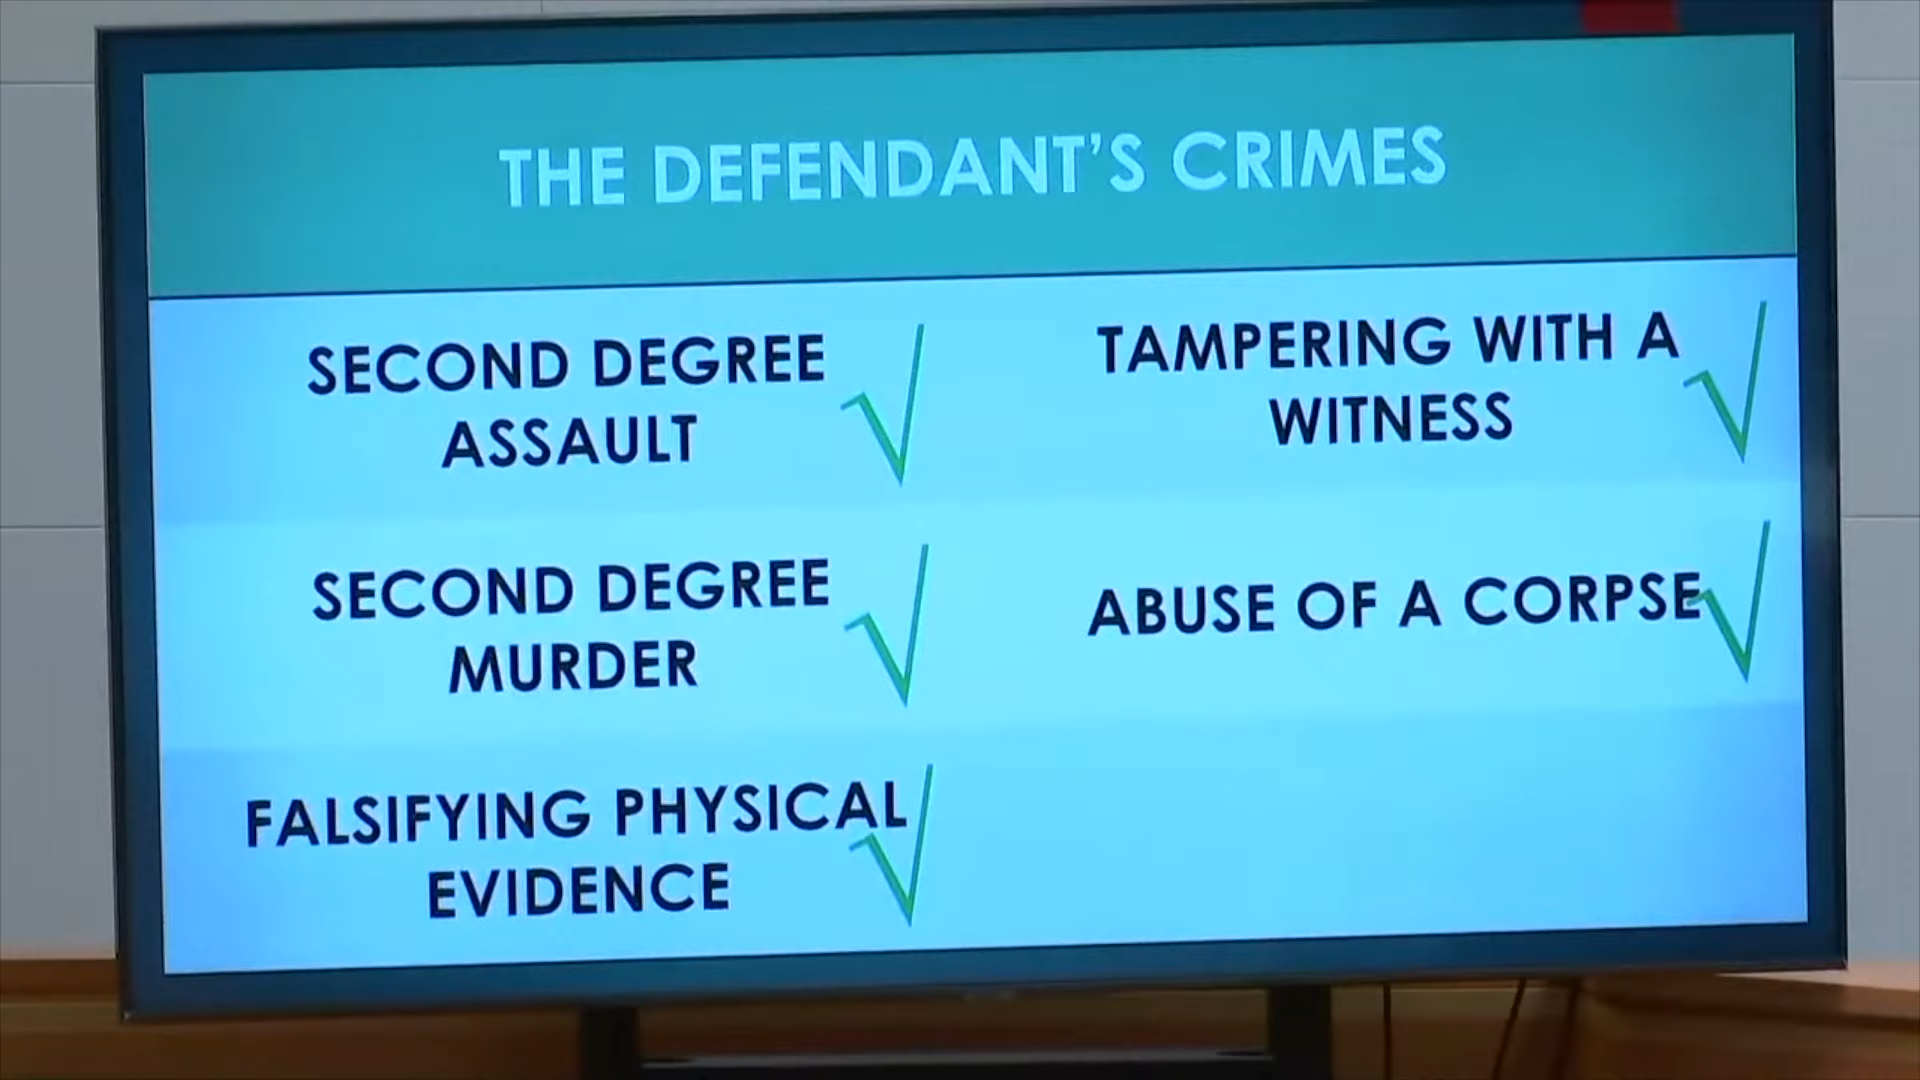 THE DEFENDANT'S CRIMES
SECOND DEGREE
ASSAULT
SECOND DEGREE
MURDER
FALSIFYING PHYSICAL
EVIDENCE
TAMPERING WITH A
WITNESS
ABUSE OF A CORPSE